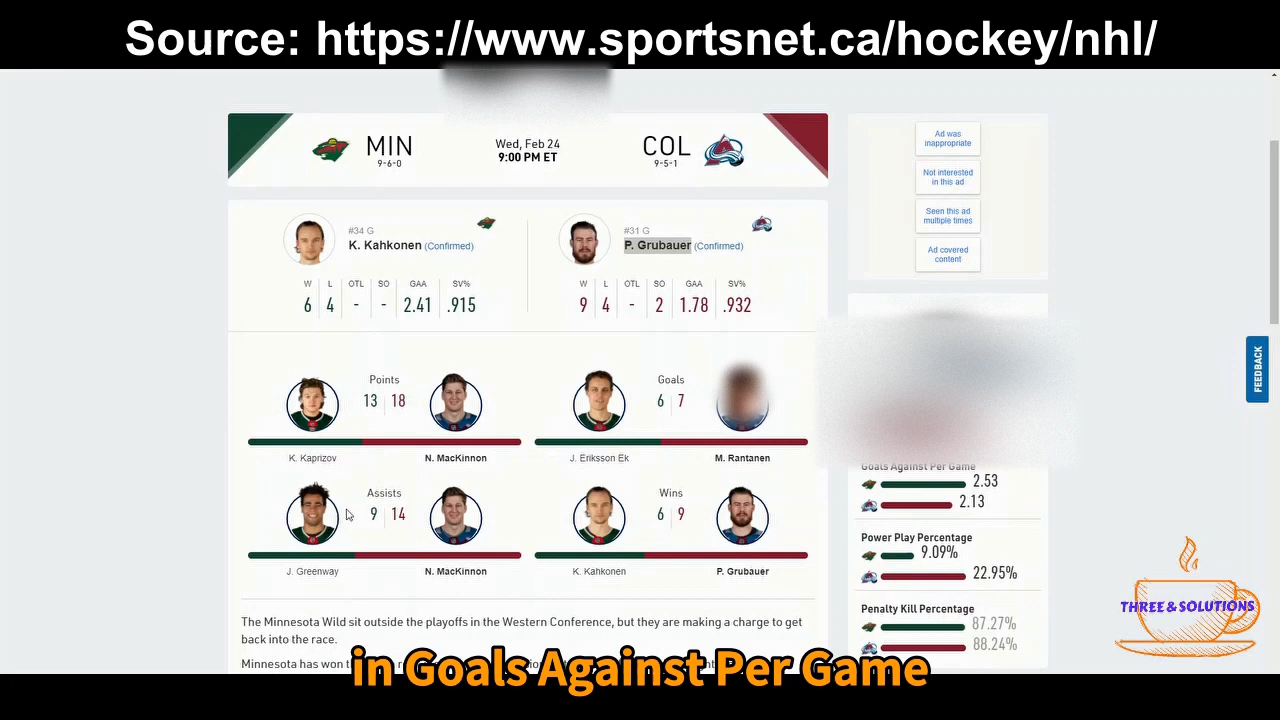 Source: https://www.sportsnet.ca/hockey/nhl/
MIN
9-6-0
Wed, Feb 24
9:00 PM ET
COL
9-5-1
#34 G
K. Kahkonen (Confirmed)
W L OTL SO GAA SV%
6 4 - - 2.41 .915
#31 G
P. Grubauer (Confirmed)
W L OTL SO GAA SV%
9 4 - 2 1.78 .932
Points
13 18
K. Kaprizov
N. MacKinnon
Goals
6 7
J. Eriksson Ek
M. Rantanen
Assists
9 14
J. Greenway
N. MacKinnon
Wins
6 9
K. Kahkonen
P. Grubauer
The Minnesota Wild sit outside the playoffs in the Western Conference, but they are making a charge to get
back into the race.
Minnesota has won
Ad was
inappropriate
Not interested
in this ad
Seen this ad
multiple times
Ad covered
content
Goals Against Per Game
2.53
2.13
Power Play Percentage
9.09%
22.95%
Penalty Kill Percentage
87.27%
88.24%
FEEDBACK
THREE & SOLUTIONS
in Goals Against Per Game